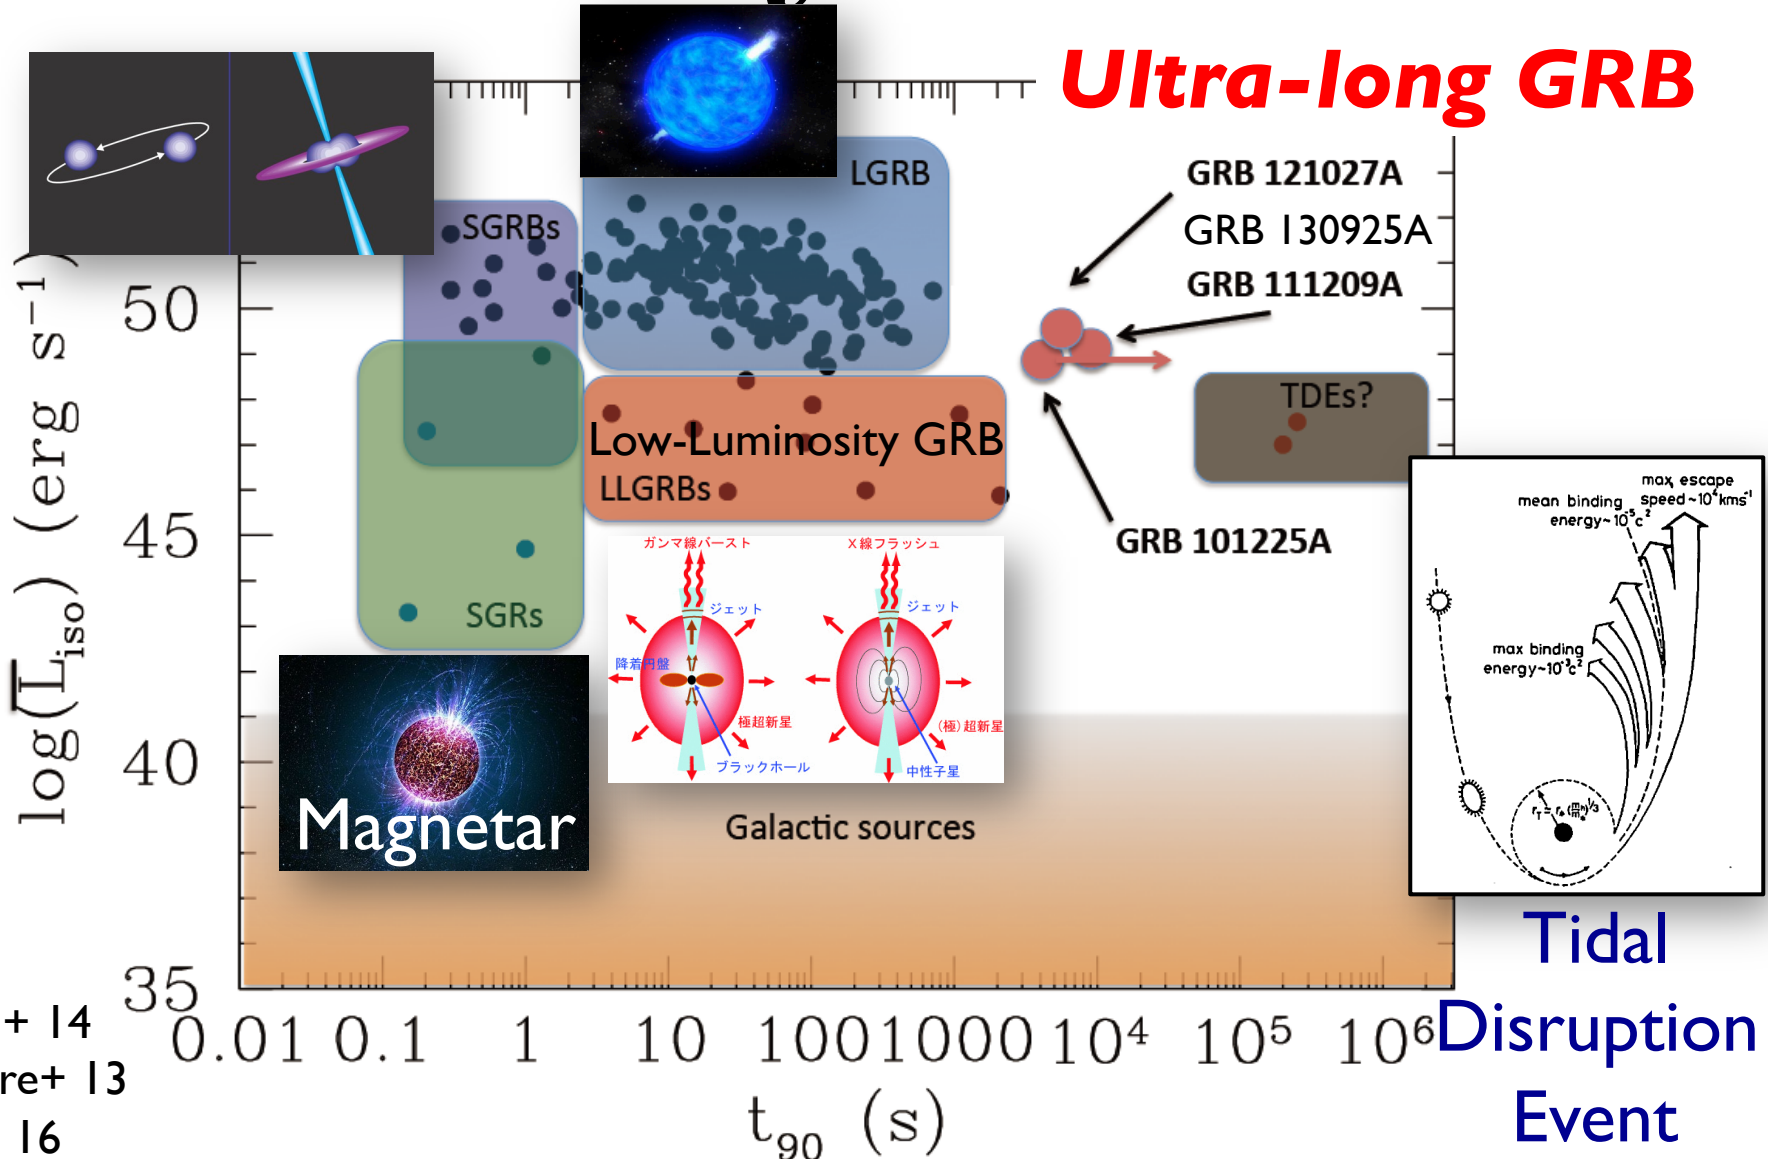 Ultra-long GRB
LGRB
SGRBs
GRB 121027A
GRB 130925A
GRB 111209A
TDEs?
Low-Luminosity GRB
LLGRBs
GRB 101225A
SGRs
max escape
speed~10⁴kms⁻¹
mean binding
energy~10⁻⁵c²
max binding
energy~10⁻³c²
ガンマ線バースト
X線フラッシュ
ジェット
ジェット
降着円盤
極超新星
(極)超新星
ブラックホール
中性子星
Magnetar
Galactic sources
log(L̅iso) (erg s⁻¹)
50
45
40
35
0.01 0.1 1 10 100 1000 10⁴ 10⁵ 10⁶
t₉₀ (s)
Tidal
Disruption
Event
+ 14
re+ 13
16